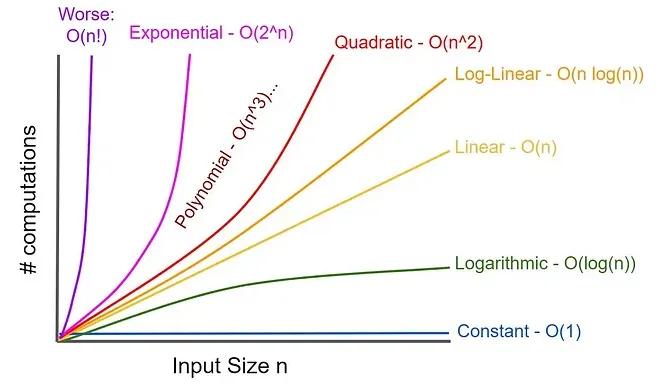 Worse:
O(n!)
Exponential - O(2^n)
Quadratic - O(n^2)
Log-Linear - O(n log(n))
Polynomial - O(n^3)...
Linear - O(n)
# computations
Logarithmic - O(log(n))
Constant - O(1)
Input Size n